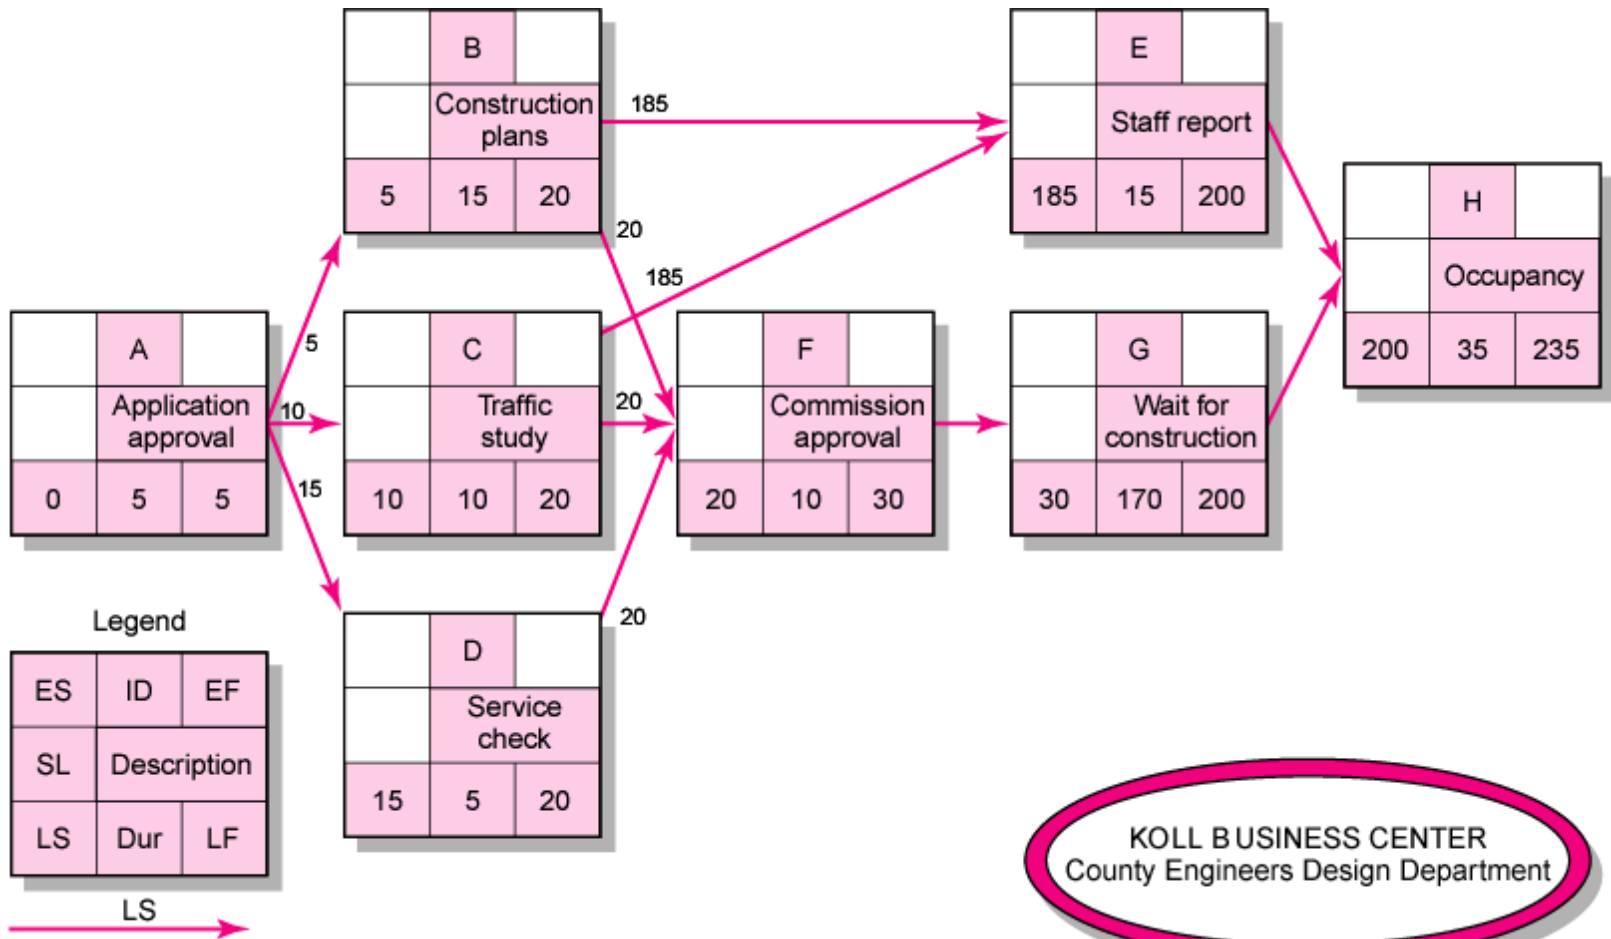 B
Construction
plans
5 15 20
E
Staff report
185 15 200
185
20
185
H
Occupancy
200 35 235
A
Application
approval
0 5 5
5
10
15
C
Traffic
study
10 10 20
20
F
Commission
approval
20 10 30
G
Wait for
construction
30 170 200
D
Service
check
15 5 20
20
Legend
ES ID EF
SL Description
LS Dur LF
LS
KOLL BUSINESS CENTER
County Engineers Design Department